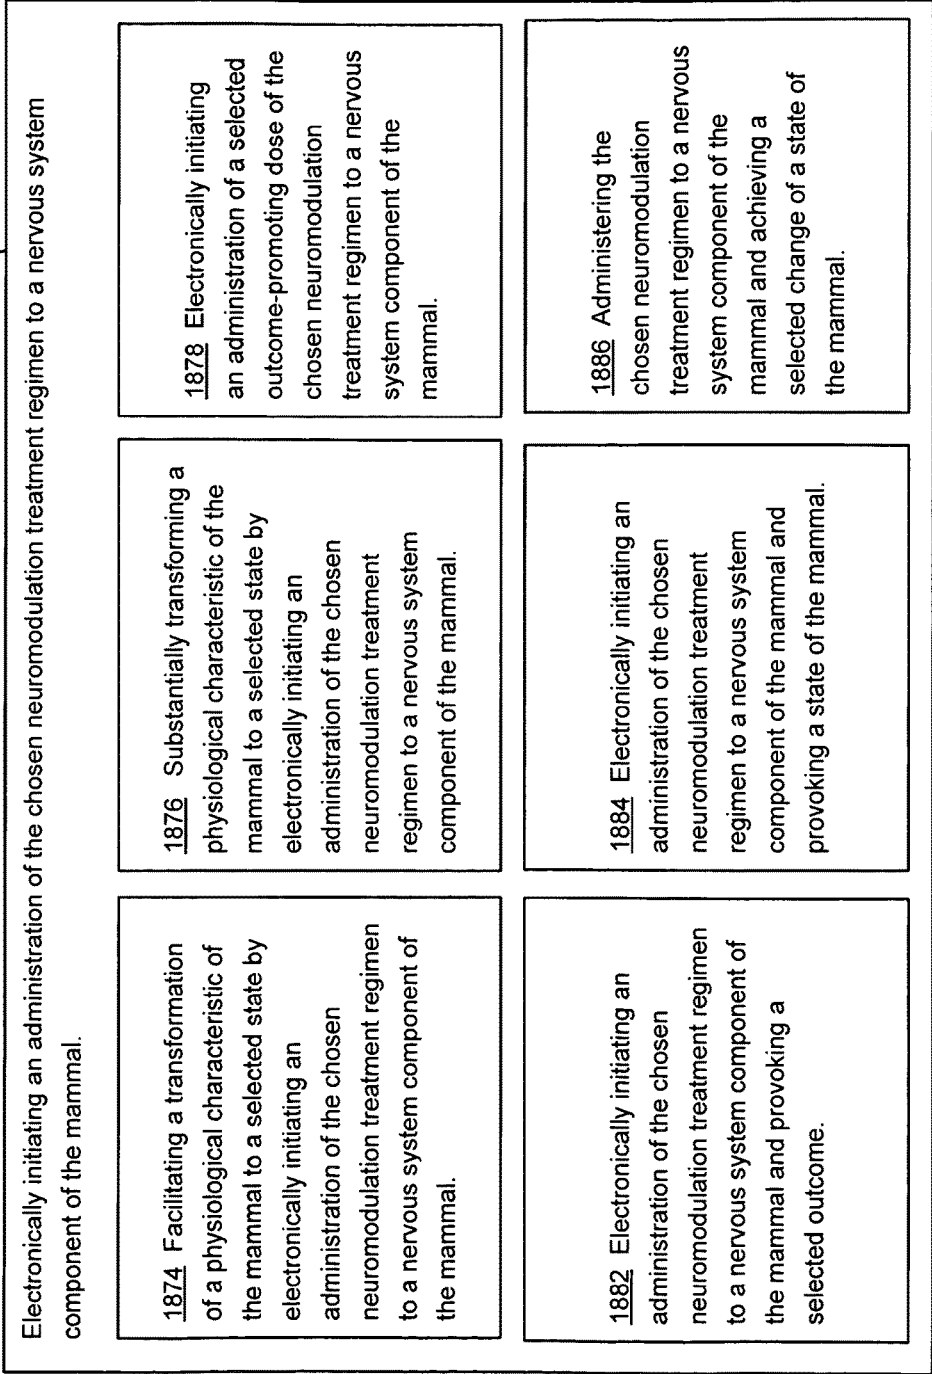 Electronically initiating an administration of the chosen neuromodulation treatment regimen to a nervous system
component of the mammal.
1874 Facilitating a transformation
of a physiological characteristic of
the mammal to a selected state by
electronically initiating an
administration of the chosen
neuromodulation treatment regimen
to a nervous system component of
the mammal.
1876 Substantially transforming a
physiological characteristic of the
mammal to a selected state by
electronically initiating an
administration of the chosen
neuromodulation treatment
regimen to a nervous system
component of the mammal.
1878 Electronically initiating
an administration of a selected
outcome-promoting dose of the
chosen neuromodulation
treatment regimen to a nervous
system component of the
mammal.
1882 Electronically initiating an
administration of the chosen
neuromodulation treatment regimen
to a nervous system component of
the mammal and provoking a
selected outcome.
1884 Electronically initiating an
administration of the chosen
neuromodulation treatment
regimen to a nervous system
component of the mammal and
provoking a state of the mammal.
1886 Administering the
chosen neuromodulation
treatment regimen to a nervous
system component of the
mammal and achieving a
selected change of a state of
the mammal.